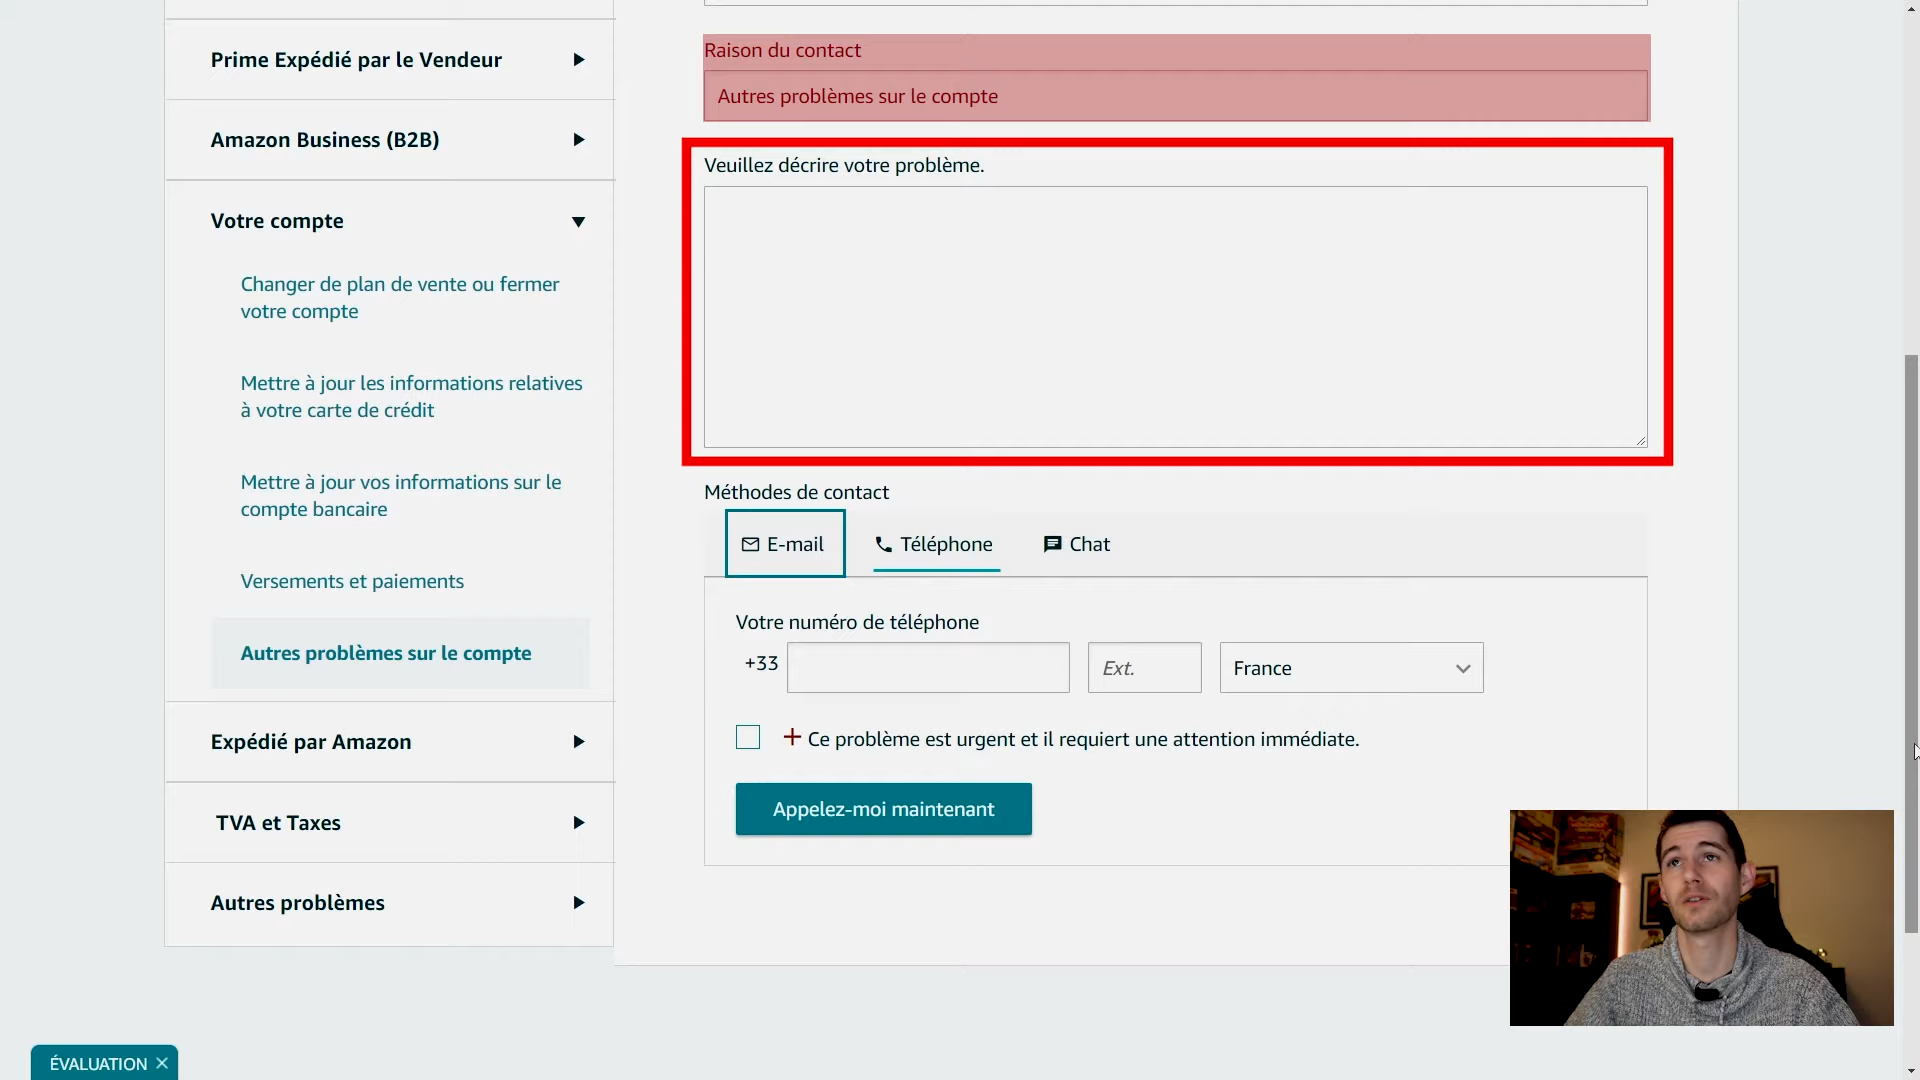 Prime Expédié par le Vendeur
Amazon Business (B2B)
Votre compte
Changer de plan de vente ou fermer
votre compte
Mettre à jour les informations relatives
à votre carte de crédit
Mettre à jour vos informations sur le
compte bancaire
Versements et paiements
Autres problèmes sur le compte
Expédié par Amazon
TVA et Taxes
Autres problèmes
Raison du contact
Autres problèmes sur le compte
Veuillez décrire votre problème.
Méthodes de contact
E-mail
Téléphone
Chat
Votre numéro de téléphone
+33
Ext.
France
Ce problème est urgent et il requiert une attention immédiate.
Appelez-moi maintenant
ÉVALUATION